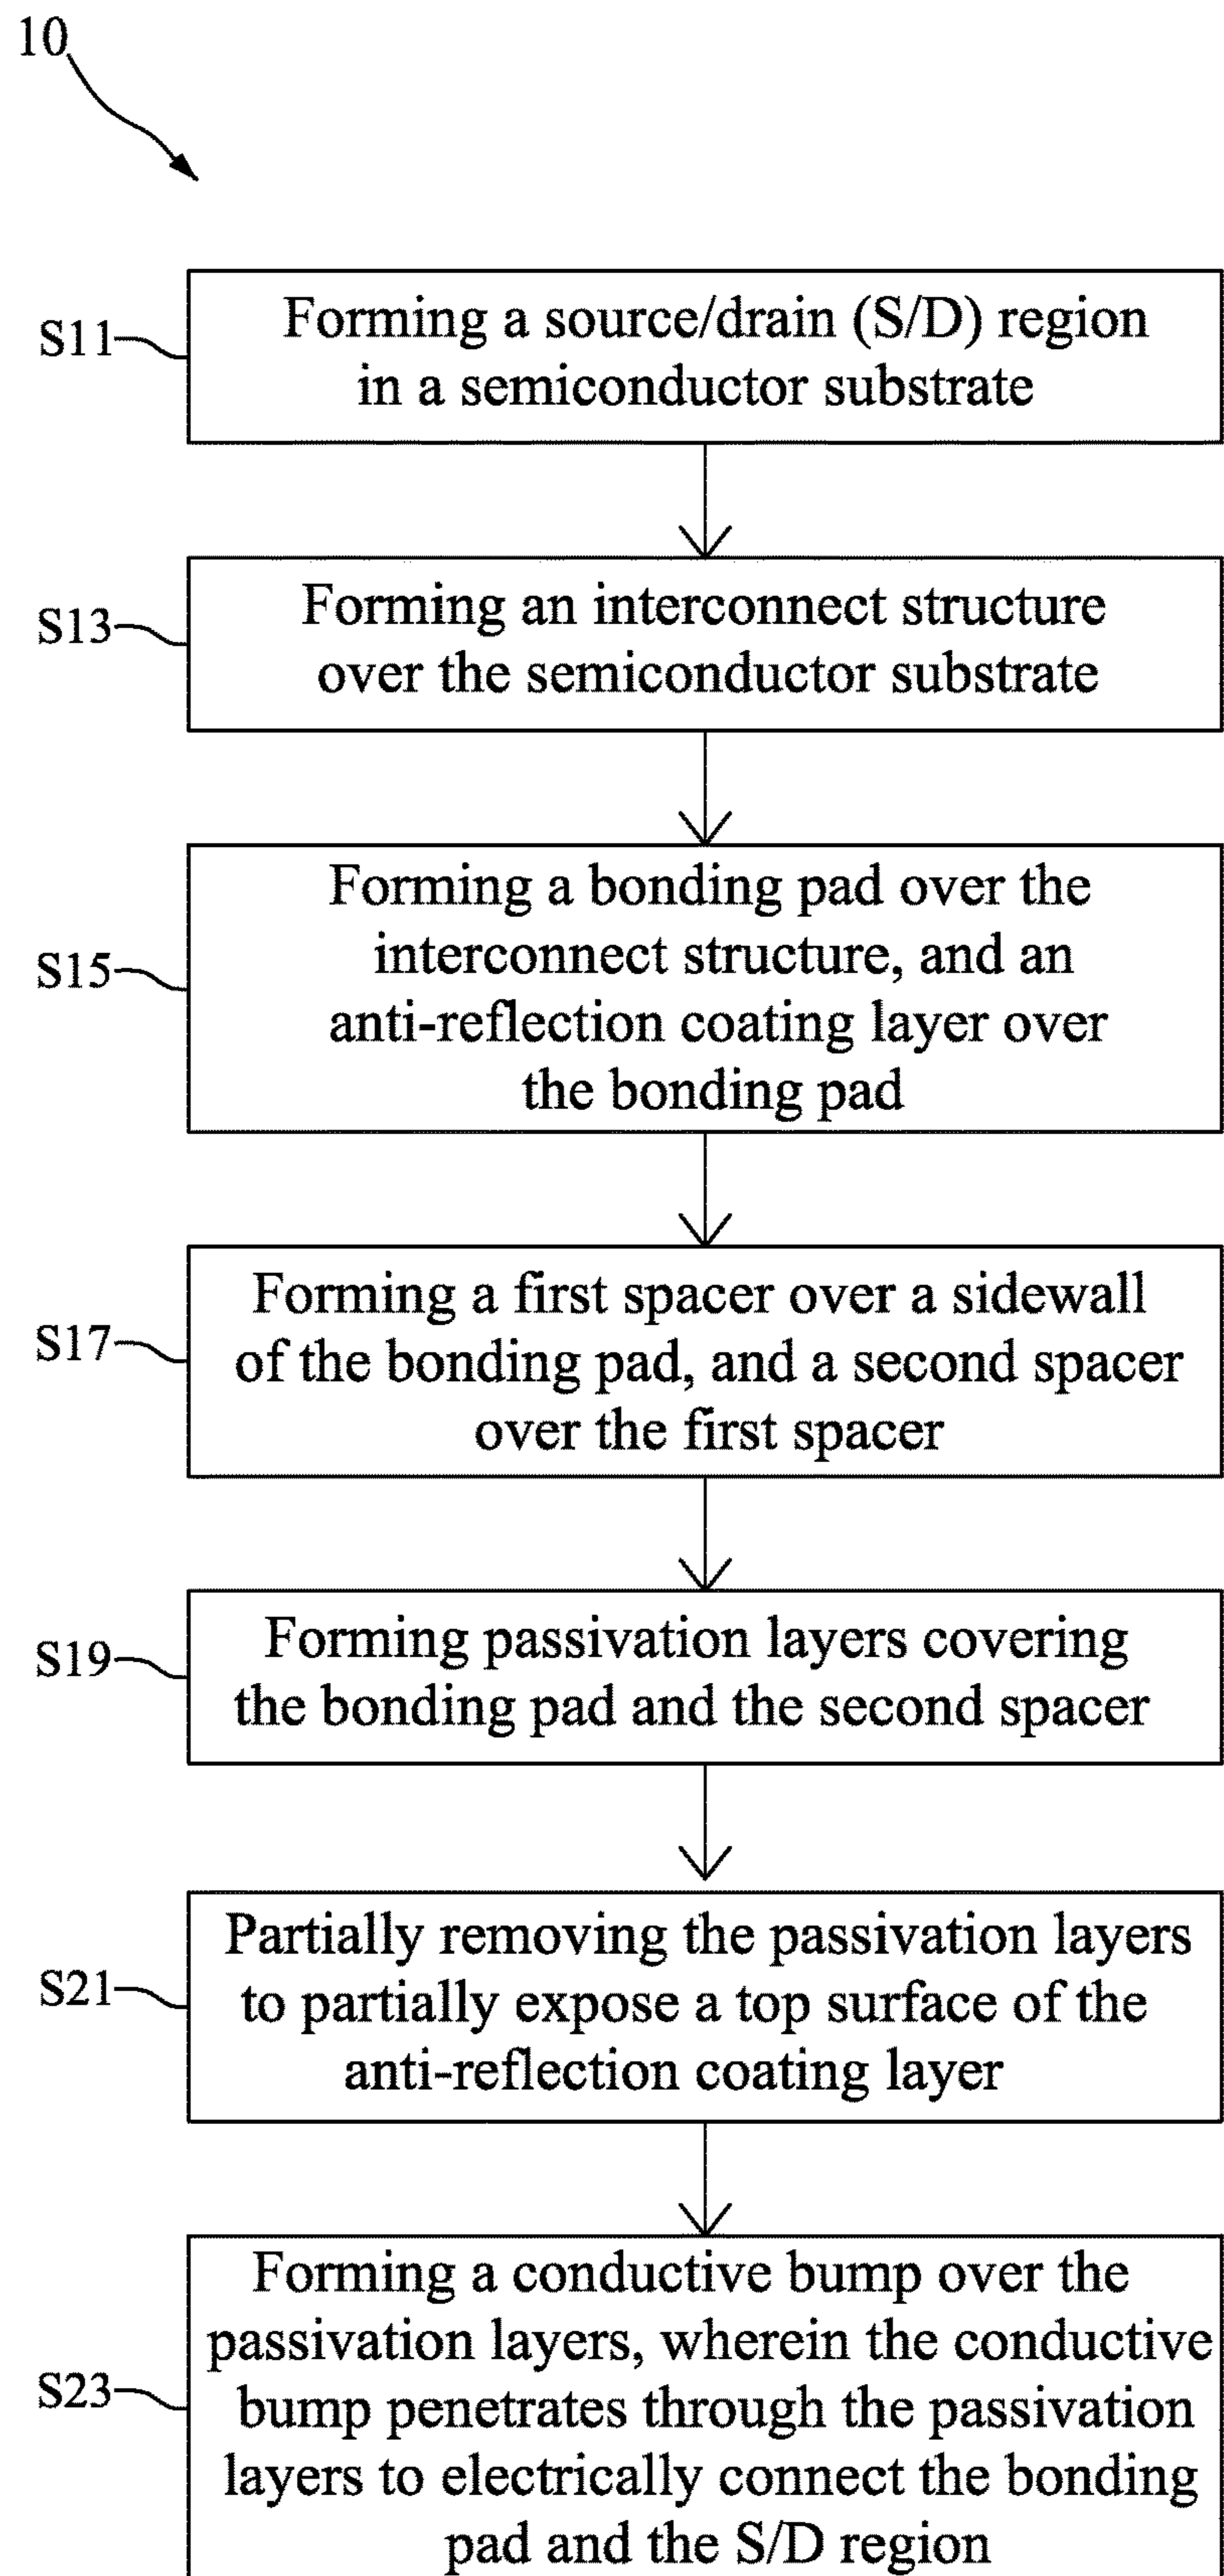 10
S11
Forming a source/drain (S/D) region
in a semiconductor substrate
S13
Forming an interconnect structure
over the semiconductor substrate
S15
Forming a bonding pad over the
interconnect structure, and an
anti-reflection coating layer over
the bonding pad
S17
Forming a first spacer over a sidewall
of the bonding pad, and a second spacer
over the first spacer
S19
Forming passivation layers covering
the bonding pad and the second spacer
S21
Partially removing the passivation layers
to partially expose a top surface of the
anti-reflection coating layer
S23
Forming a conductive bump over the
passivation layers, wherein the conductive
bump penetrates through the passivation
layers to electrically connect the bonding
pad and the S/D region